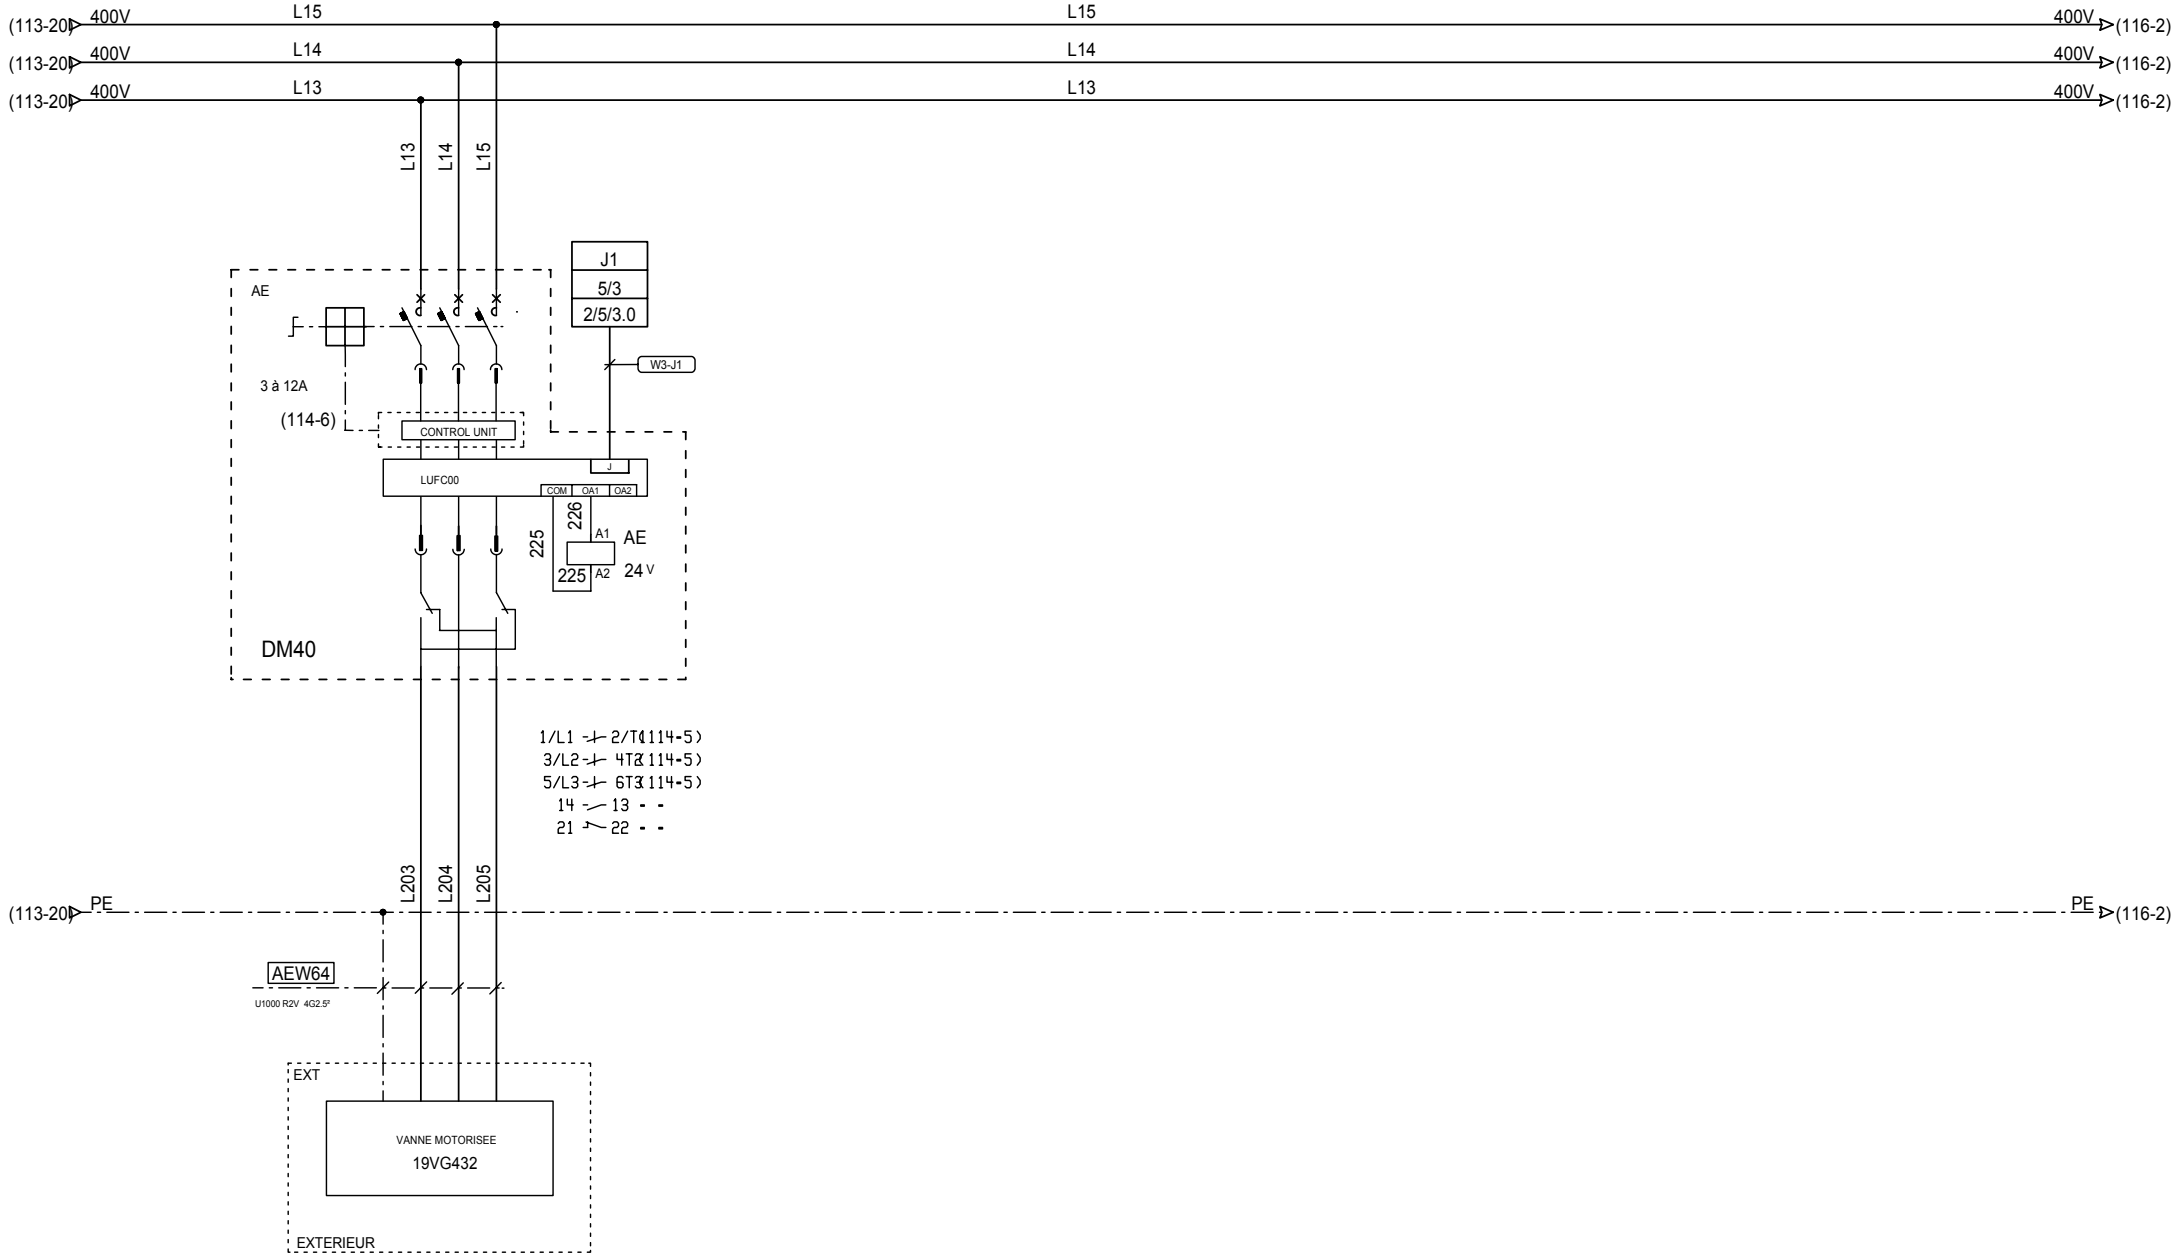 (113-20) 400V L15 L15 400V (116-2)
(113-20) 400V L14 L14 400V (116-2)
(113-20) 400V L13 L13 400V (116-2)
L13 L14 L15
J1
5/3
2/5/3.0
AE
W3-J1
3 à 12A
(114-6)
CONTROL UNIT
J
LUFC00
COM OA1 OA2
225 226
A1 AE
225 A2 24 V
DM40
1/L1 2/T(114-5)
3/L2 4T2(114-5)
5/L3 6T3(114-5)
14 13 - -
21 22 - -
L203 L204 L205
(113-20) PE PE (116-2)
AEW64
U1000 R2V 4G2.5²
EXT
VANNE MOTORISEE
19VG432
EXTERIEUR